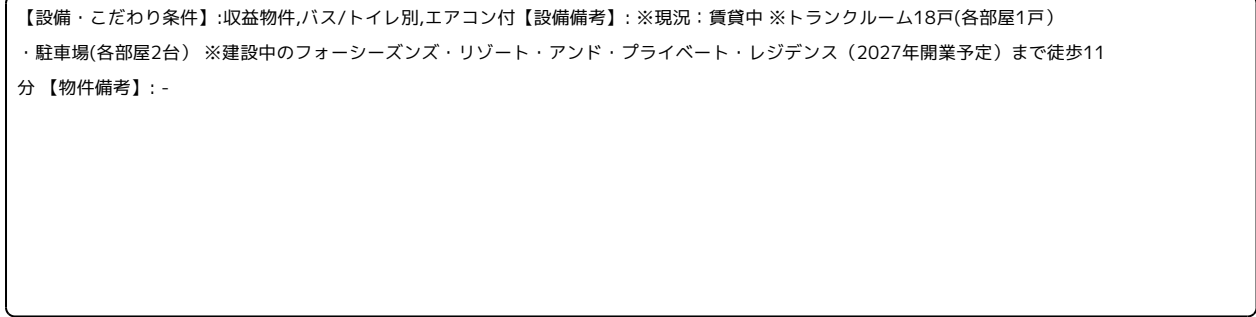 【設備・こだわり条件】:収益物件,バス/トイレ別,エアコン付【設備備考】: ※現況：賃貸中 ※トランクルーム18戸(各部屋1戸）
・駐車場(各部屋2台） ※建設中のフォーシーズンズ・リゾート・アンド・プライベート・レジデンス（2027年開業予定）まで徒歩11
分 【物件備考】: -